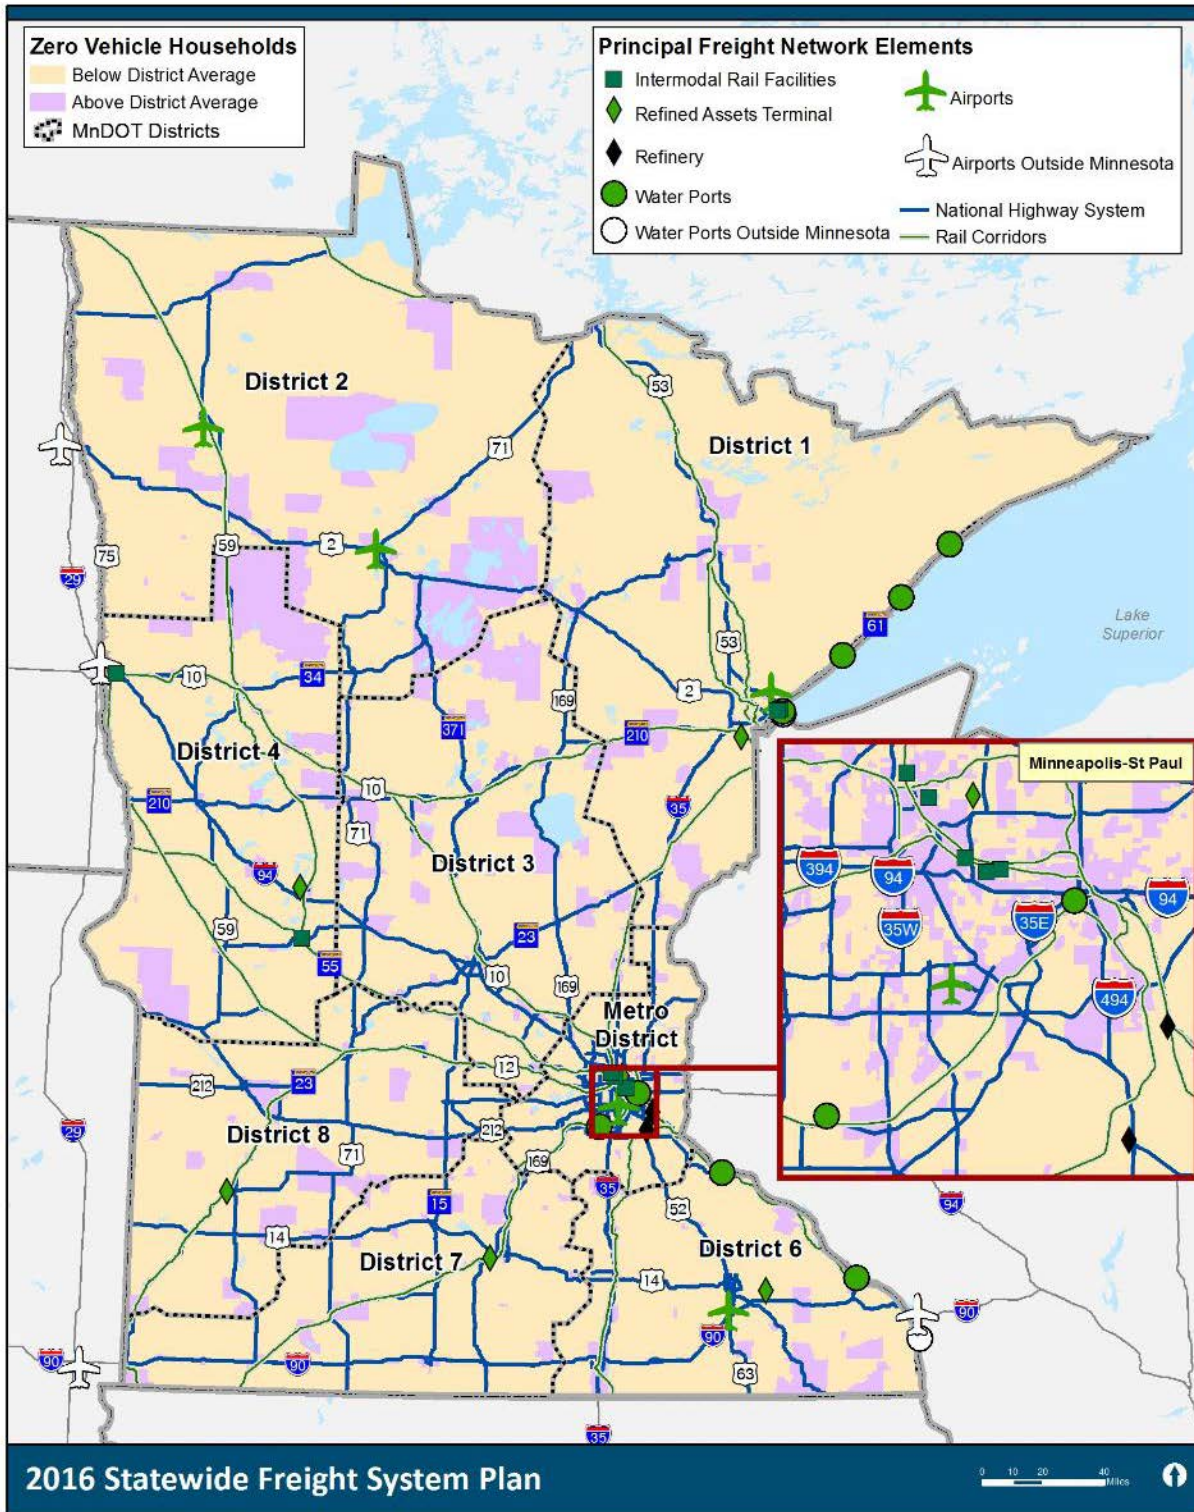 Zero Vehicle Households
Below District Average
Above District Average
MnDOT Districts
Principal Freight Network Elements
Intermodal Rail Facilities
Refined Assets Terminal
Refinery
Water Ports
Water Ports Outside Minnesota
Airports
Airports Outside Minnesota
National Highway System
Rail Corridors
District 2
53
District 1
71
59
2
75
29
61
Lake
Superior
53
10
34
2
169
371
210
District 4
10
210
35
71
Minneapolis-St Paul
District 3
94
394
94
94
59
23
35W
35E
55
10
169
494
Metro
District
12
212
23
29
District 8
212
71
169
35
94
15
52
14
District 7
District 6
14
90
90
90
90
63
35
2016 Statewide Freight System Plan
0 10 20 40
Miles